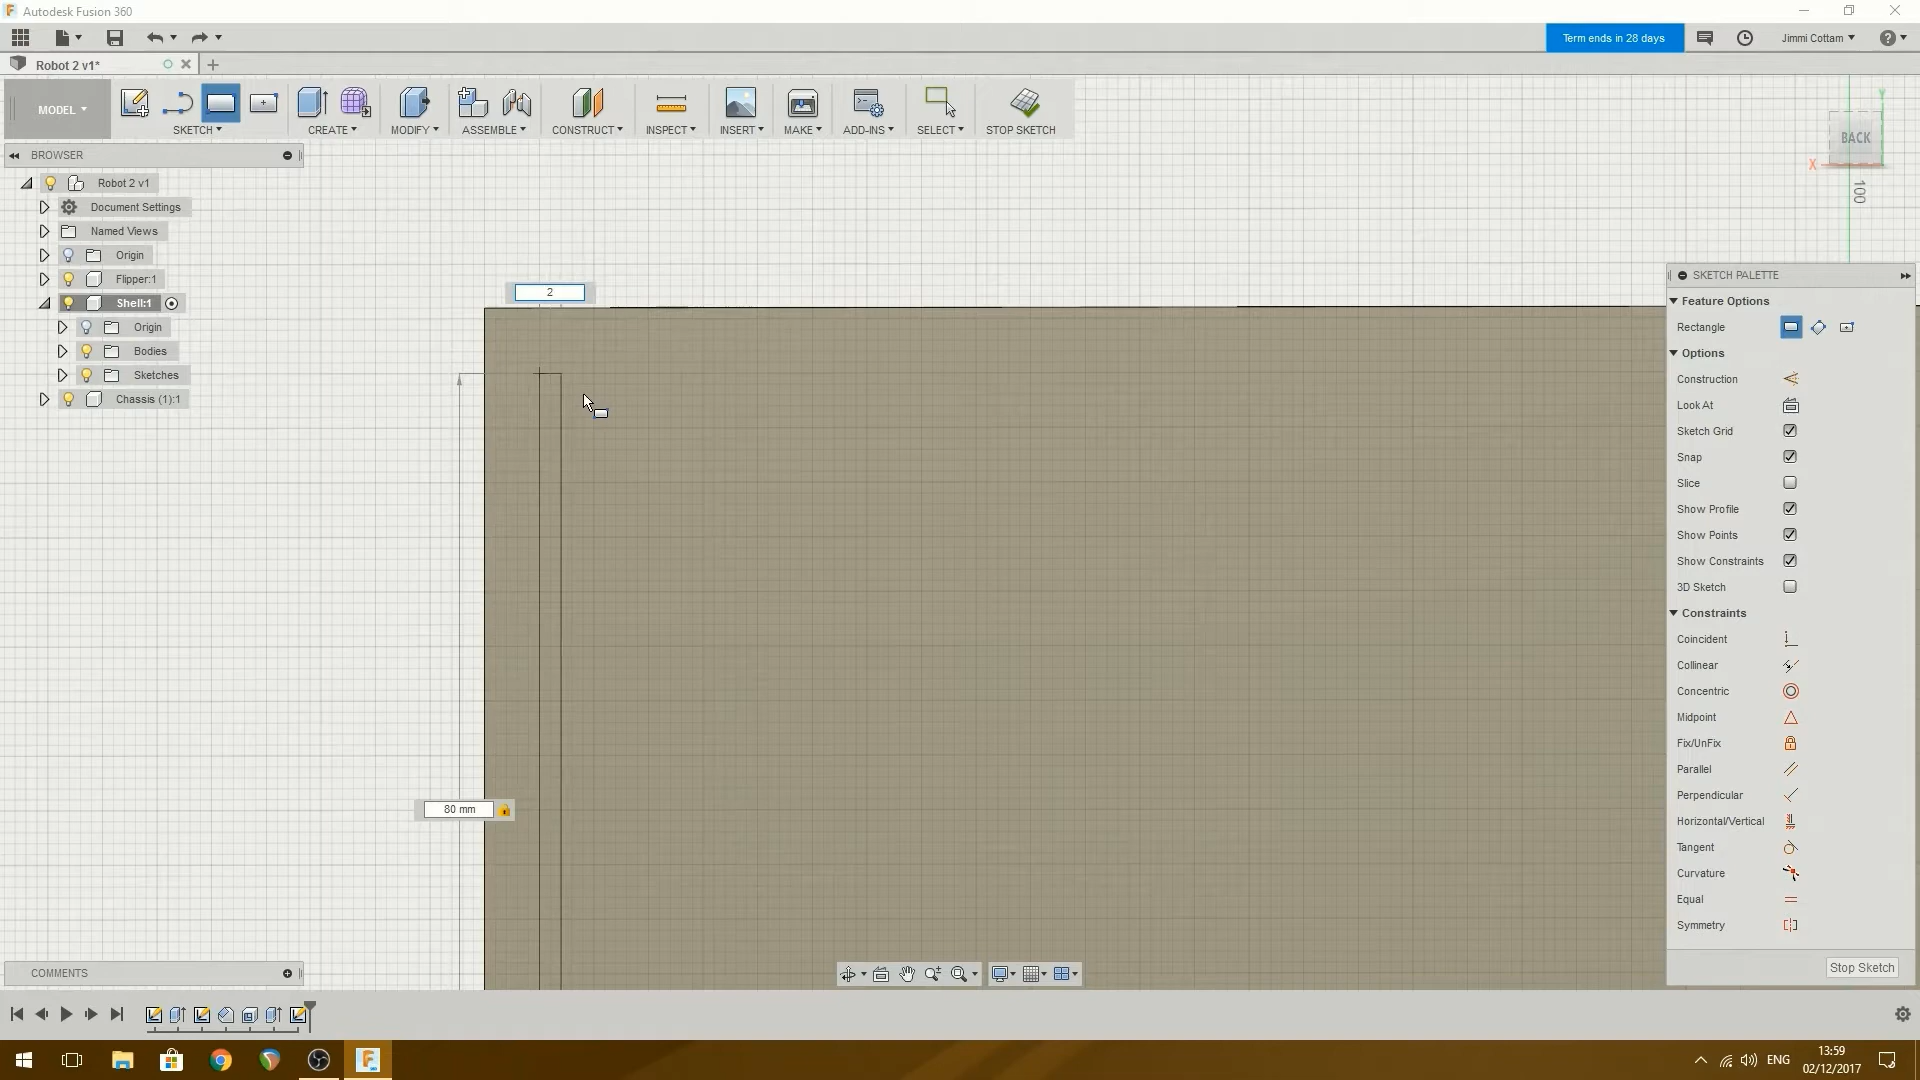 Autodesk Fusion 360
Term ends in 28 days
Jimmi Cottam
Robot 2 v1*
MODEL
SKETCH
CREATE
MODIFY
ASSEMBLE
CONSTRUCT
INSPECT
INSERT
MAKE
ADD-INS
SELECT
STOP SKETCH
BACK
X
Y
100
BROWSER
Robot 2 v1
Document Settings
Named Views
Origin
Flipper:1
Shell:1
Origin
Bodies
Sketches
Chassis (1):1
2
80 mm
SKETCH PALETTE
Feature Options
Rectangle
Options
Construction
Look At
Sketch Grid
Snap
Slice
Show Profile
Show Points
Show Constraints
3D Sketch
Constraints
Coincident
Collinear
Concentric
Midpoint
Fix/UnFix
Parallel
Perpendicular
Horizontal/Vertical
Tangent
Curvature
Equal
Symmetry
Stop Sketch
COMMENTS
ENG
13:59
02/12/2017